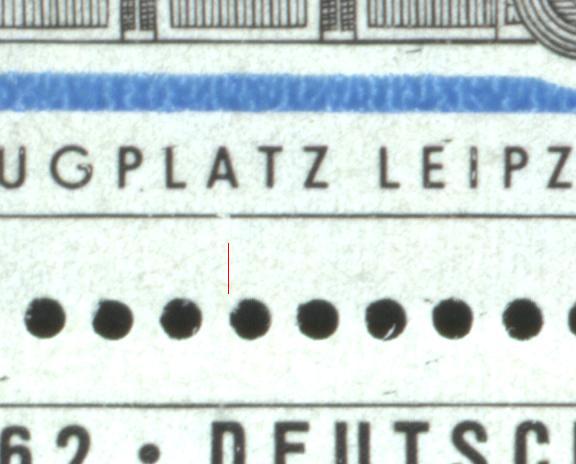 UGPLATZ LEIPZ
62 • DEUTSC